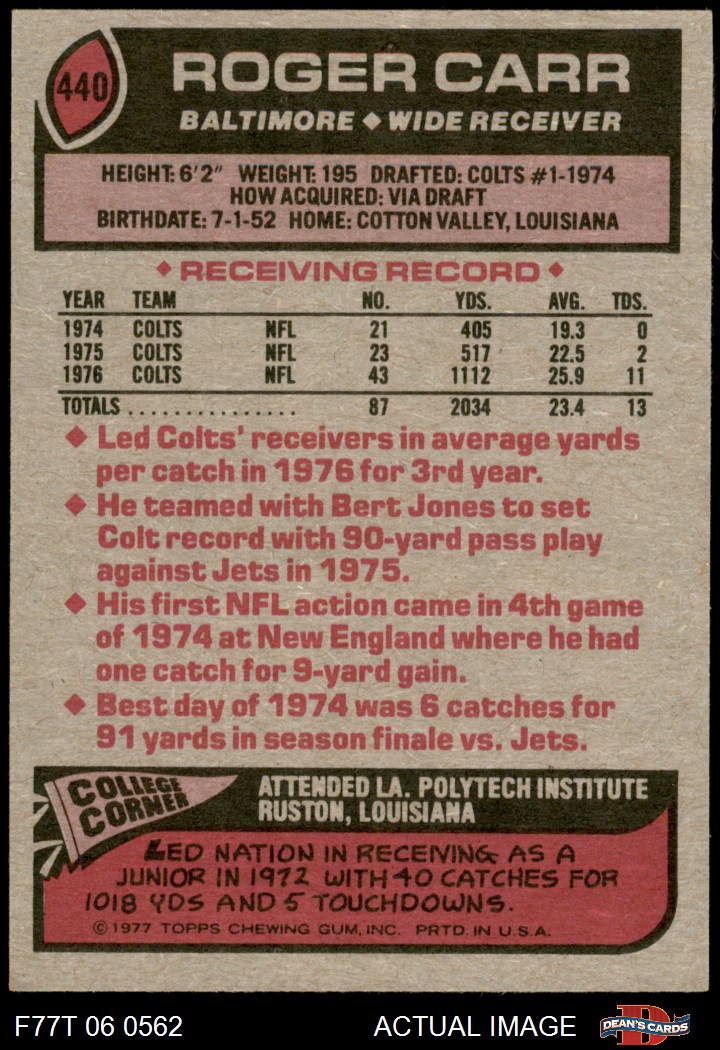 440
ROGER CARR
BALTIMORE ◆ WIDE RECEIVER
HEIGHT: 6'2" WEIGHT: 195 DRAFTED: COLTS #1-1974
HOW ACQUIRED: VIA DRAFT
BIRTHDATE: 7-1-52 HOME: COTTON VALLEY, LOUISIANA
◆ RECEIVING RECORD ◆
YEAR TEAM NO. YDS. AVG. TDS.
1974 COLTS NFL 21 405 19.3 0
1975 COLTS NFL 23 517 22.5 2
1976 COLTS NFL 43 1112 25.9 11
TOTALS ................ 87 2034 23.4 13
◆ Led Colts' receivers in average yards
per catch in 1976 for 3rd year.
◆ He teamed with Bert Jones to set
Colt record with 90-yard pass play
against Jets in 1975.
◆ His first NFL action came in 4th game
of 1974 at New England where he had
one catch for 9-yard gain.
◆ Best day of 1974 was 6 catches for
91 yards in season finale vs. Jets.
COLLEGE
CORNER
ATTENDED LA. POLYTECH INSTITUTE
RUSTON, LOUISIANA
LED NATION IN RECEIVING AS A
JUNIOR IN 1972 WITH 40 CATCHES FOR
1018 YDS AND 5 TOUCHDOWNS.
© 1977 TOPPS CHEWING GUM, INC. PRTD. IN U.S.A.
F77T 06 0562 ACTUAL IMAGE D DEAN'S CARDS